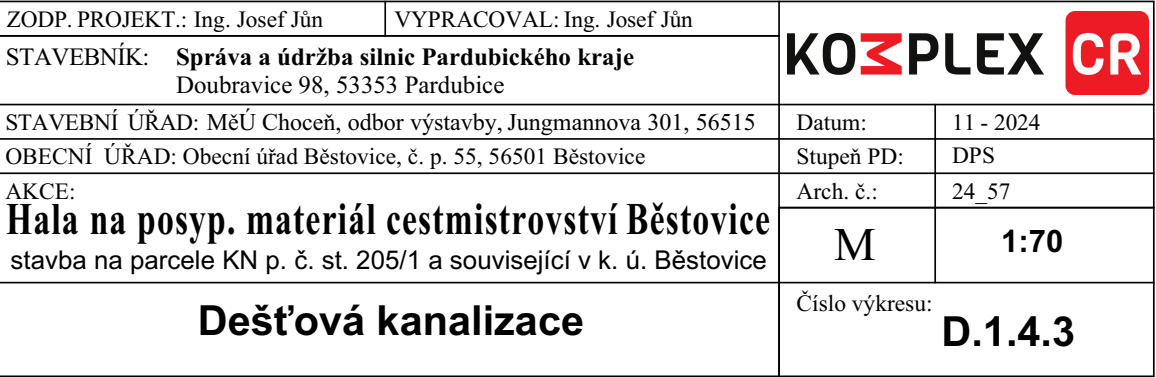 ZODP. PROJEKT.: Ing. Josef Jůn
VYPRACOVAL: Ing. Josef Jůn
STAVEBNÍK: Správa a údržba silnic Pardubického kraje
Doubravice 98, 53353 Pardubice
KOMPLEX CR
STAVEBNÍ ÚŘAD: MěÚ Choceň, odbor výstavby, Jungmannova 301, 56515
Datum: 11 - 2024
OBECNÍ ÚŘAD: Obecní úřad Běstovice, č. p. 55, 56501 Běstovice
Stupeň PD: DPS
AKCE:
Hala na posyp. materiál cestmistrovství Běstovice
stavba na parcele KN p. č. st. 205/1 a související v k. ú. Běstovice
Arch. č.: 24_57
M 1:70
Dešťová kanalizace
Číslo výkresu:
D.1.4.3